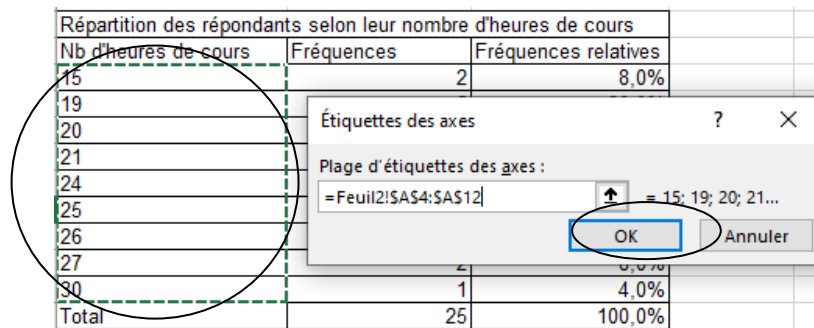 Répartition des répondants selon leur nombre d'heures de cours
Nb d'heures de cours Fréquences Fréquences relatives
15 2 8,0%
19
20
21
24
25
26
27 2
30 1 4,0%
Total 25 100,0%
Étiquettes des axes ? ×
Plage d'étiquettes des axes :
=Feuil2!$A$4:$A$12 = 15; 19; 20; 21...
OK Annuler